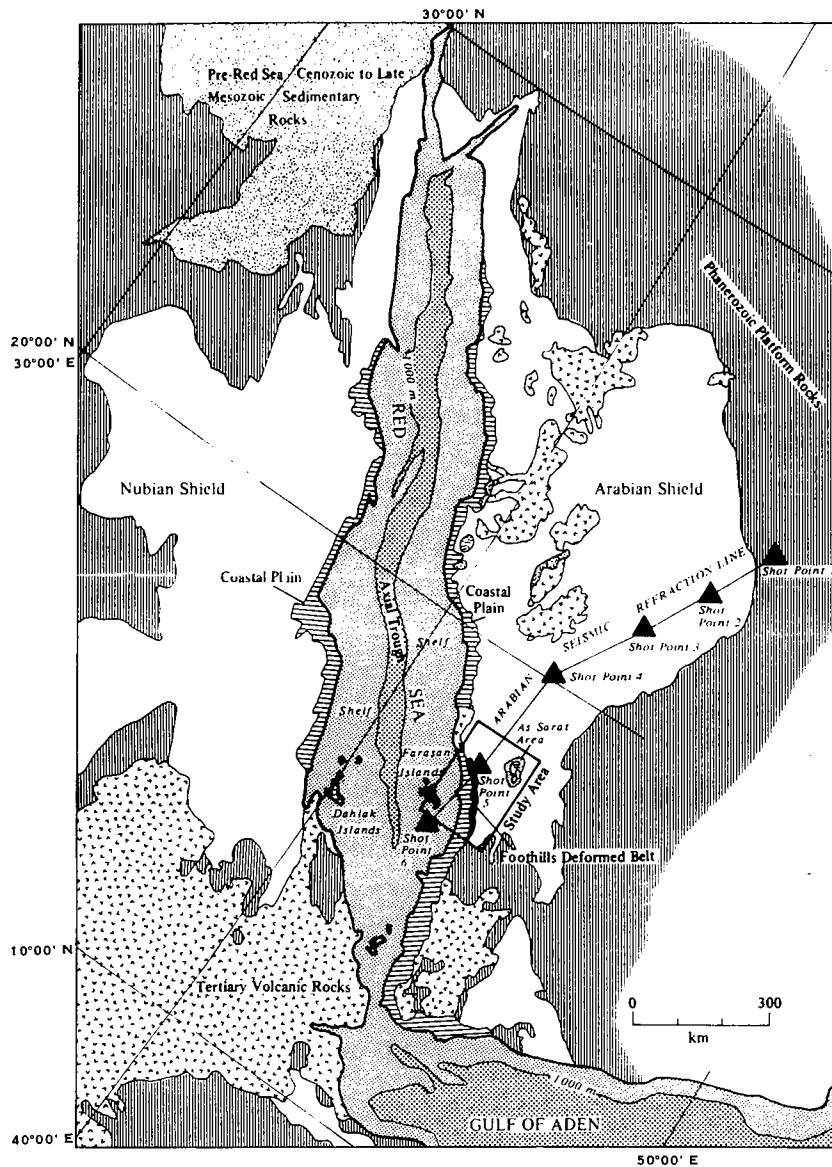 30°00' N
Pre-Red Sea Cenozoic to Late
Mesozoic Sedimentary
Rocks
Phanerozoic Platform Rocks
20°00' N
30°00' E
1000 m
RED
SEA
Nubian Shield
Arabian Shield
Coastal Plain
Axial Trough
Coastal
Plain
Shelf
Shelf
ARABIAN
SEISMIC
REFRACTION LINE
Shot Point
Shot
Point 2
Shot Point 3
Shot Point 4
As Sarat
Area
Farasan
Islands
Shot
Point
5
Study Area
Dahlak
Islands
Shot
Point
6
Foothills Deformed Belt
10°00' N
Tertiary Volcanic Rocks
0 300
km
1000 m
GULF OF ADEN
40°00' E
50°00' E